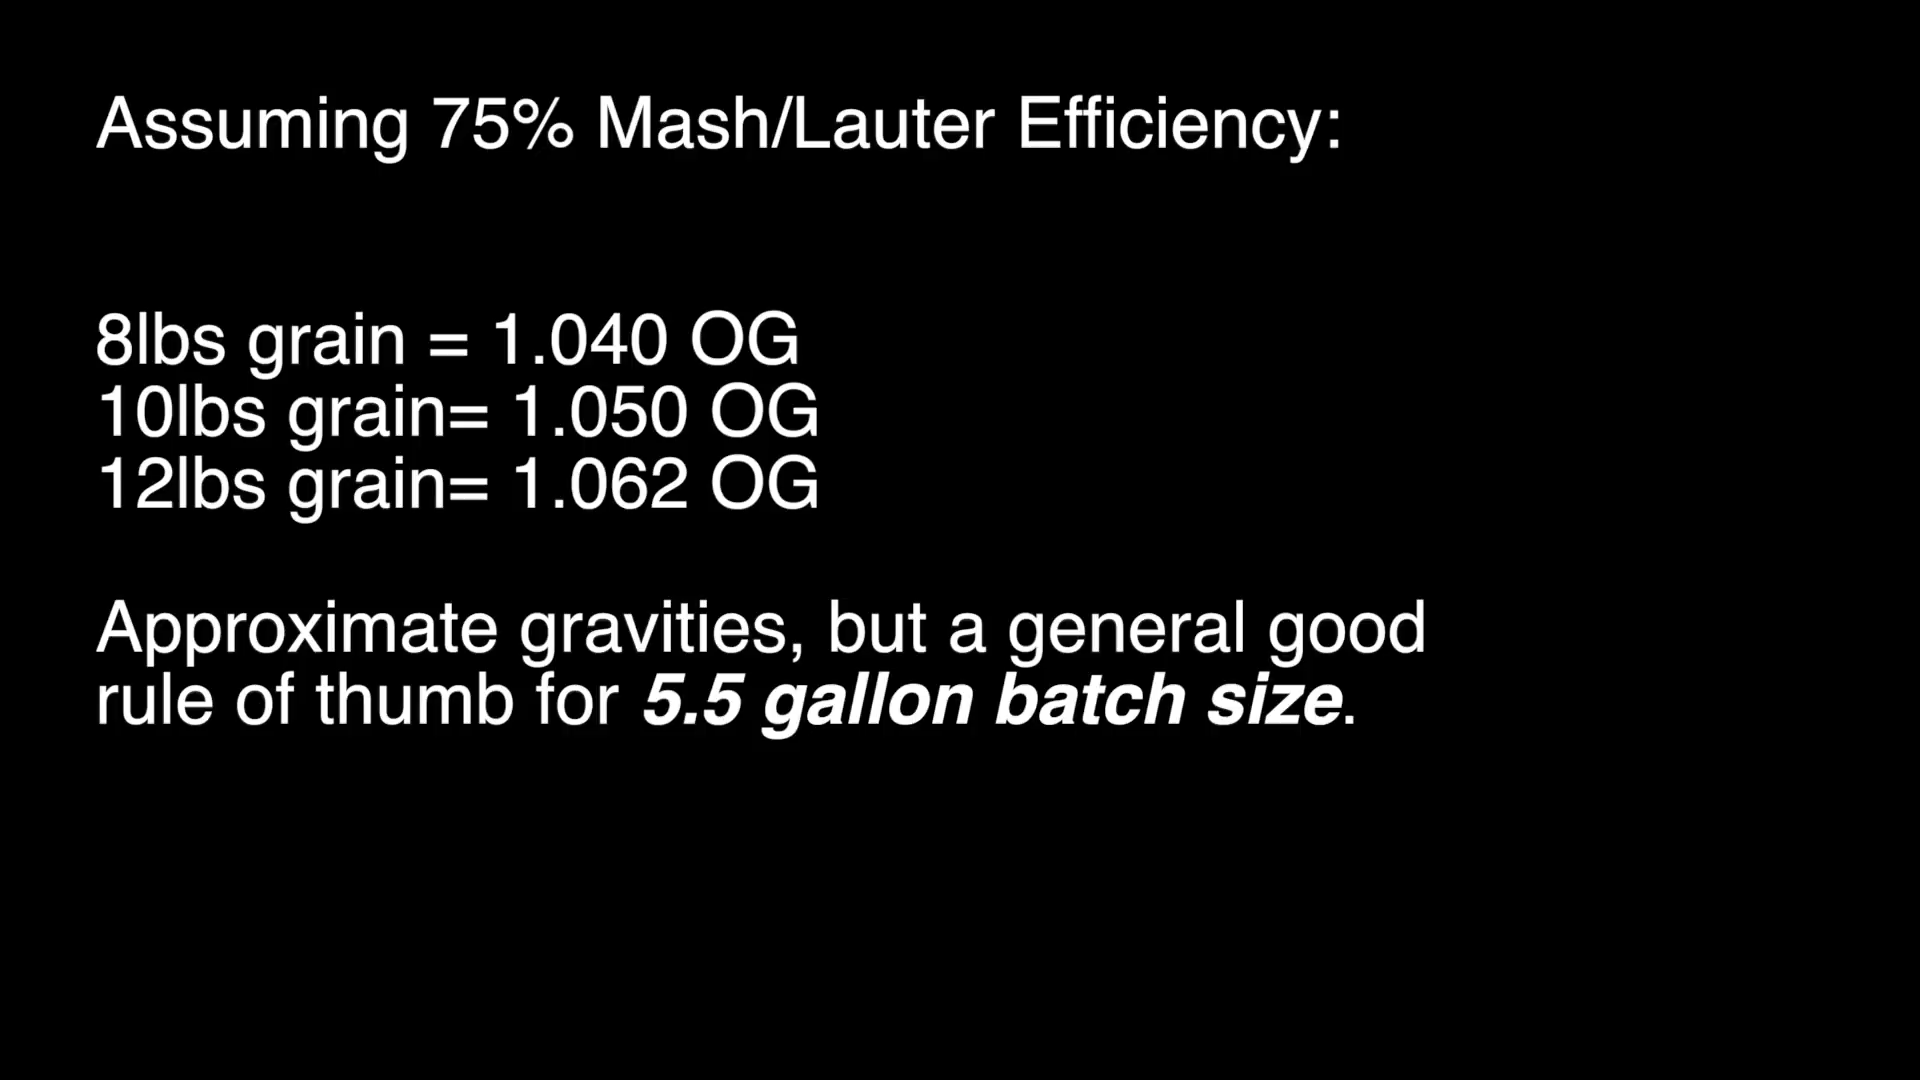 Assuming 75% Mash/Lauter Efficiency:
8lbs grain = 1.040 OG
10lbs grain= 1.050 OG
12lbs grain= 1.062 OG
Approximate gravities, but a general good
rule of thumb for 5.5 gallon batch size.